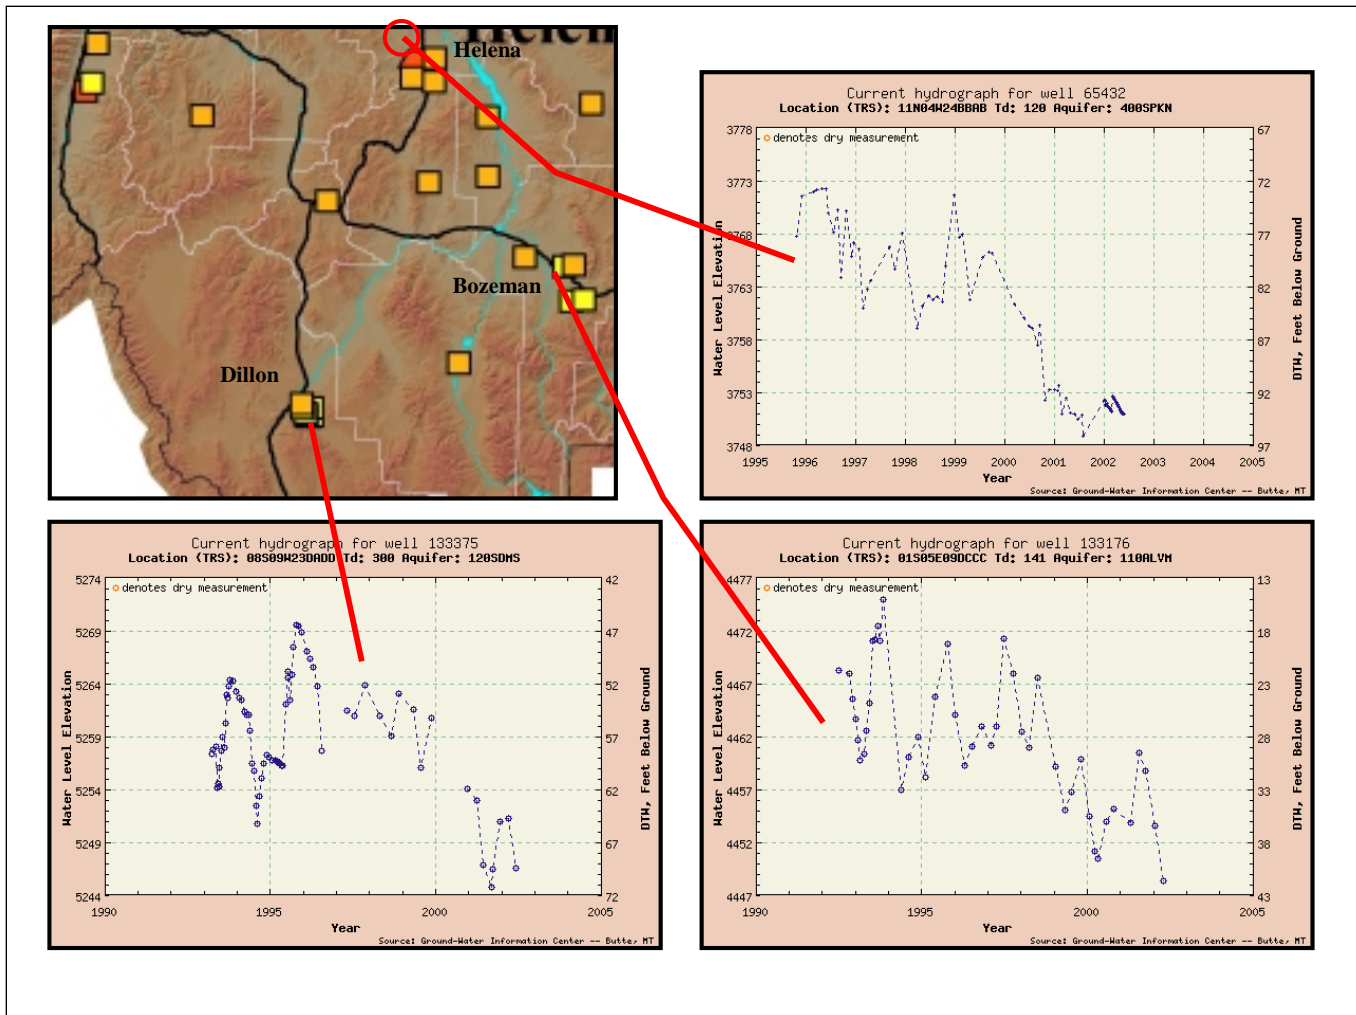 Helen
Helena
Bozeman
Dillon
Current hydrograph for well 65432
Location (TRS): 11N04W24BBAB Td: 120 Aquifer: 400SPKN
denotes dry measurement
3778
3773
3768
3763
3758
3753
3748
67
72
77
82
87
92
97
Water Level Elevation
DTW, Feet Below Ground
1995 1996 1997 1998 1999 2000 2001 2002 2003 2004 2005
Year
Source: Ground-Water Information Center -- Butte, MT
Current hydrograph for well 133375
Location (TRS): 08S09W23DADD Td: 300 Aquifer: 120SDMS
denotes dry measurement
5274
5269
5264
5259
5254
5249
5244
42
47
52
57
62
67
72
Water Level Elevation
DTW, Feet Below Ground
1990 1995 2000 2005
Year
Source: Ground-Water Information Center -- Butte, MT
Current hydrograph for well 133176
Location (TRS): 01S05E09DCCC Td: 141 Aquifer: 110ALVM
denotes dry measurement
4477
4472
4467
4462
4457
4452
4447
13
18
23
28
33
38
43
Water Level Elevation
DTW, Feet Below Ground
1990 1995 2000 2005
Year
Source: Ground-Water Information Center -- Butte, MT